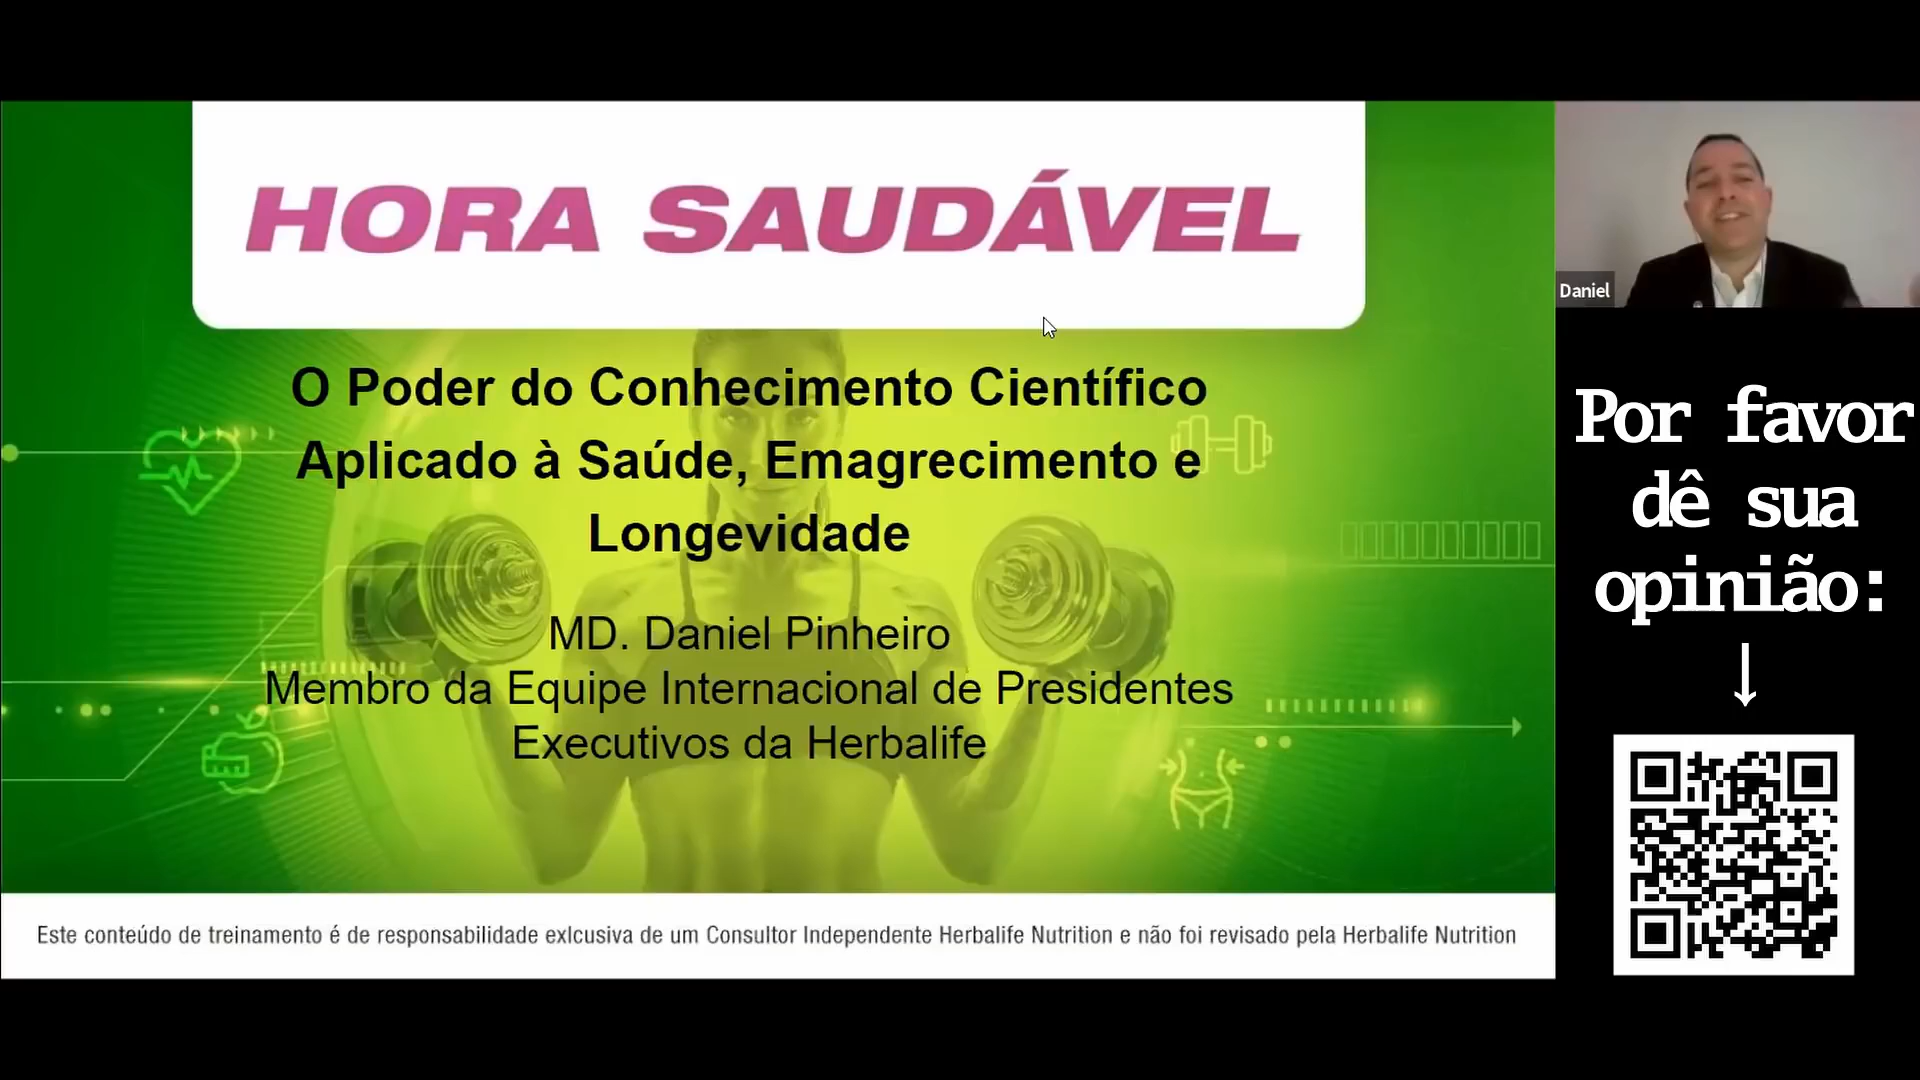 HORA SAUDÁVEL
O Poder do Conhecimento Científico
Aplicado à Saúde, Emagrecimento e
Longevidade
MD. Daniel Pinheiro
Membro da Equipe Internacional de Presidentes
Executivos da Herbalife
Este conteúdo de treinamento é de responsabilidade exlcusiva de um Consultor Independente Herbalife Nutrition e não foi revisado pela Herbalife Nutrition
Daniel
Por favor
dê sua
opinião:
↓